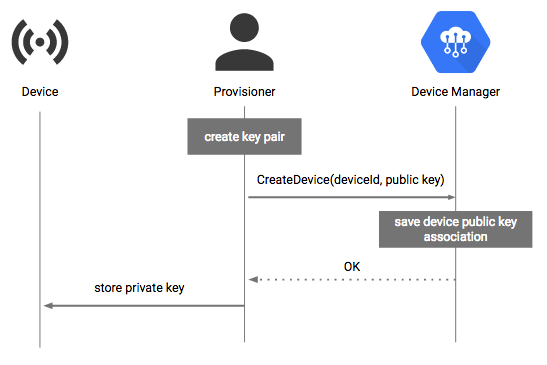 Device
Provisioner
Device Manager
create key pair
CreateDevice(deviceId, public key)
save device public key
association
OK
store private key